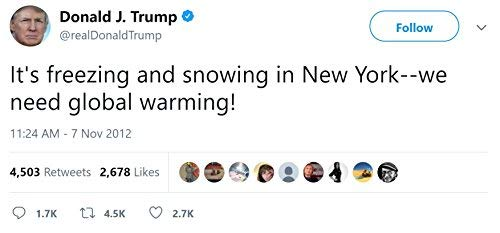 Donald J. Trump
@realDonaldTrump
Follow
It's freezing and snowing in New York--we
need global warming!
11:24 AM - 7 Nov 2012
4,503 Retweets 2,678 Likes
1.7K 4.5K 2.7K